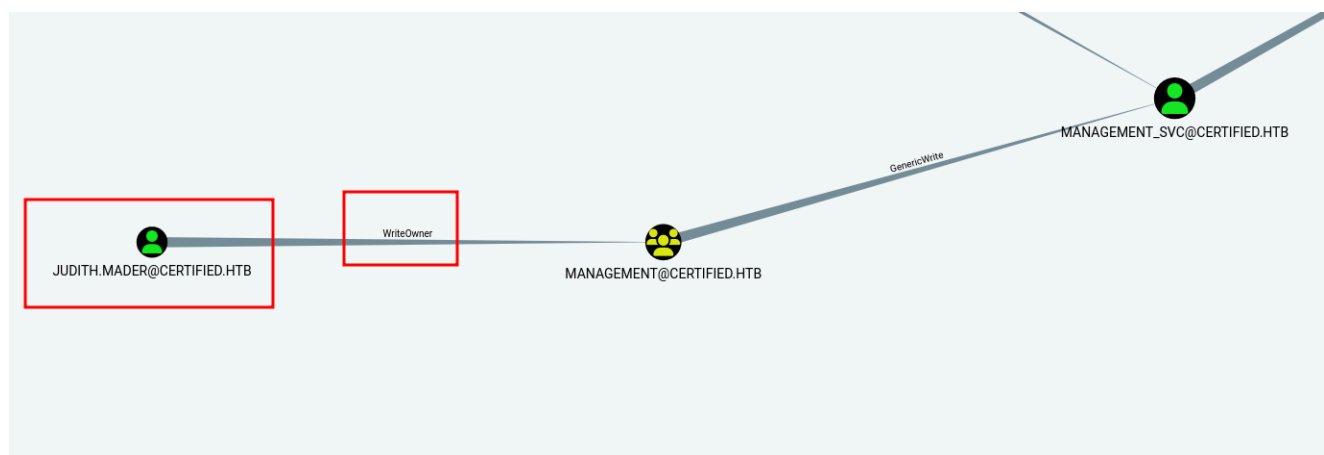 MANAGEMENT_SVC@CERTIFIED.HTB
GenericWrite
WriteOwner
JUDITH.MADER@CERTIFIED.HTB
MANAGEMENT@CERTIFIED.HTB